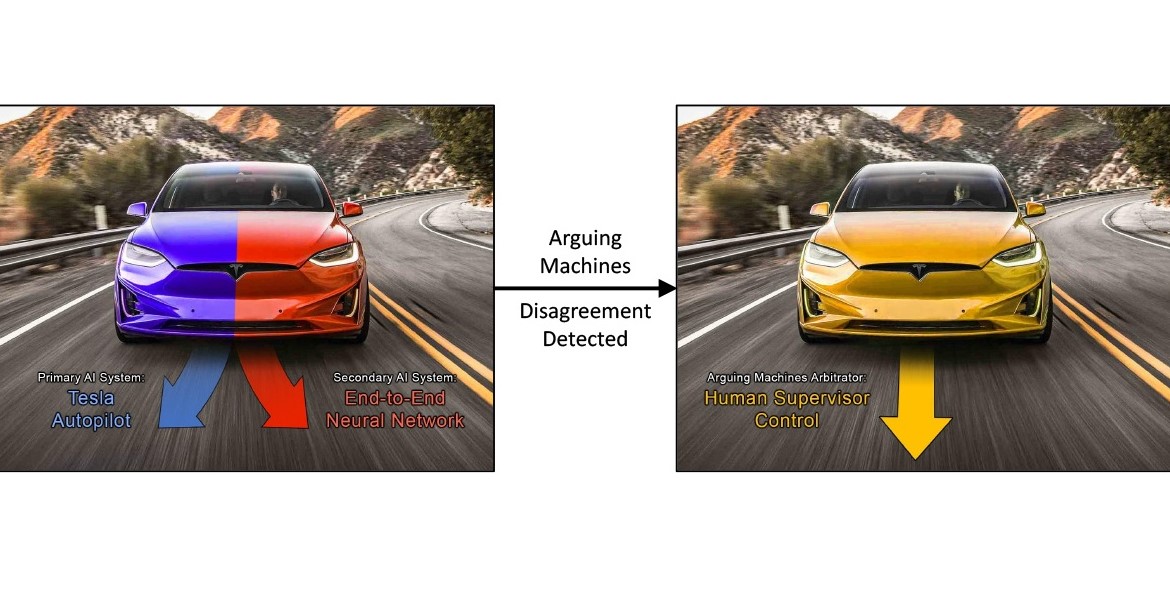 Primary AI System:
Tesla
Autopilot
Secondary AI System:
End-to-End
Neural Network
Arguing
Machines
Disagreement
Detected
Arguing Machines Arbitrator:
Human Supervisor
Control